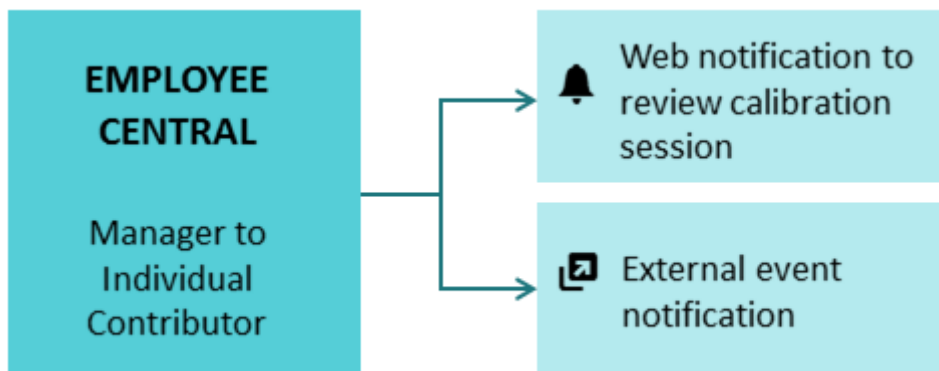 EMPLOYEE
CENTRAL
Manager to
Individual
Contributor
Web notification to
review calibration
session
External event
notification